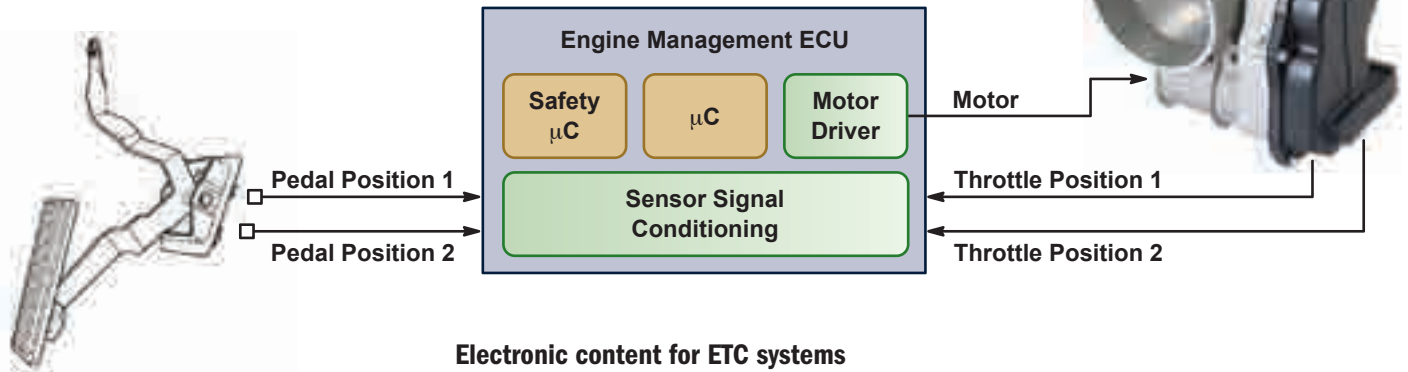 Engine Management ECU
Safety
μC
μC
Motor
Driver
Motor
Pedal Position 1
Pedal Position 2
Sensor Signal
Conditioning
Throttle Position 1
Throttle Position 2
Electronic content for ETC systems